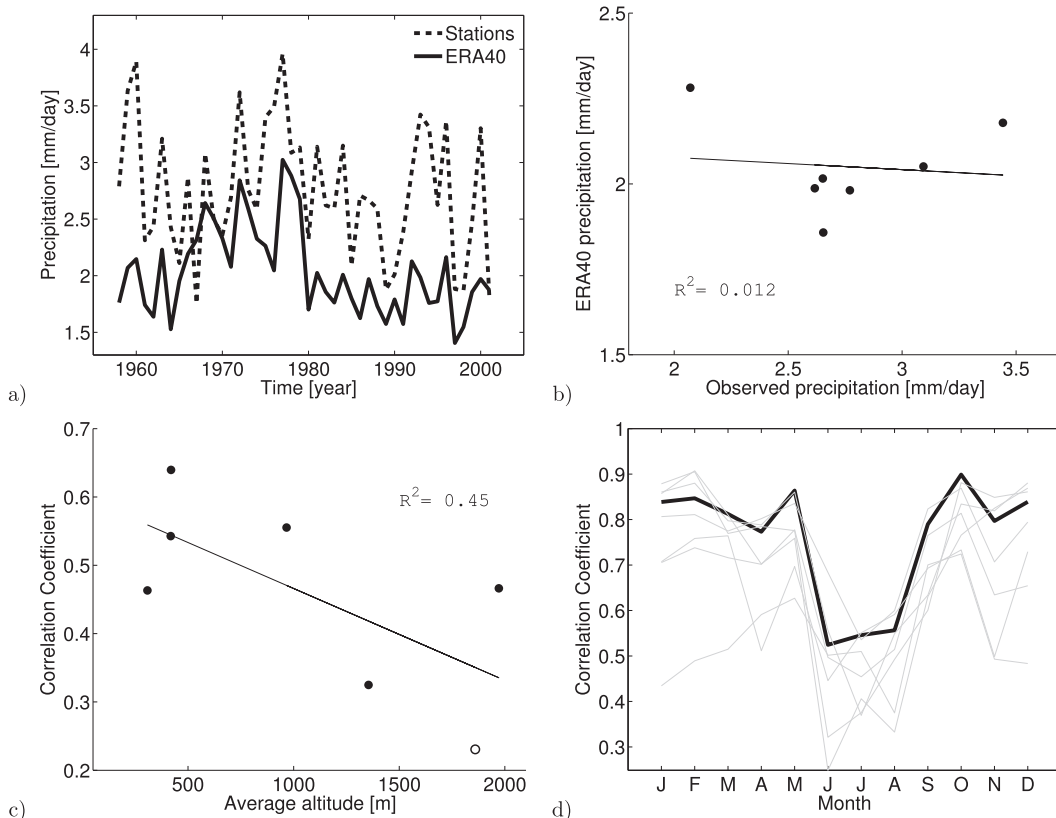 Stations
ERA40
4
3.5
3
2.5
2
1.5
1960 1970 1980 1990 2000
Precipitation [mm/day]
Time [year]
a)
2.5
2
1.5
2 2.5 3 3.5
R2= 0.012
ERA40 precipitation [mm/day]
Observed precipitation [mm/day]
b)
0.7
0.6
0.5
0.4
0.3
0.2
500 1000 1500 2000
R2= 0.45
Correlation Coefficient
Average altitude [m]
c)
1
0.9
0.8
0.7
0.6
0.5
0.4
0.3
J F M A M J J A S O N D
Correlation Coefficient
Month
d)